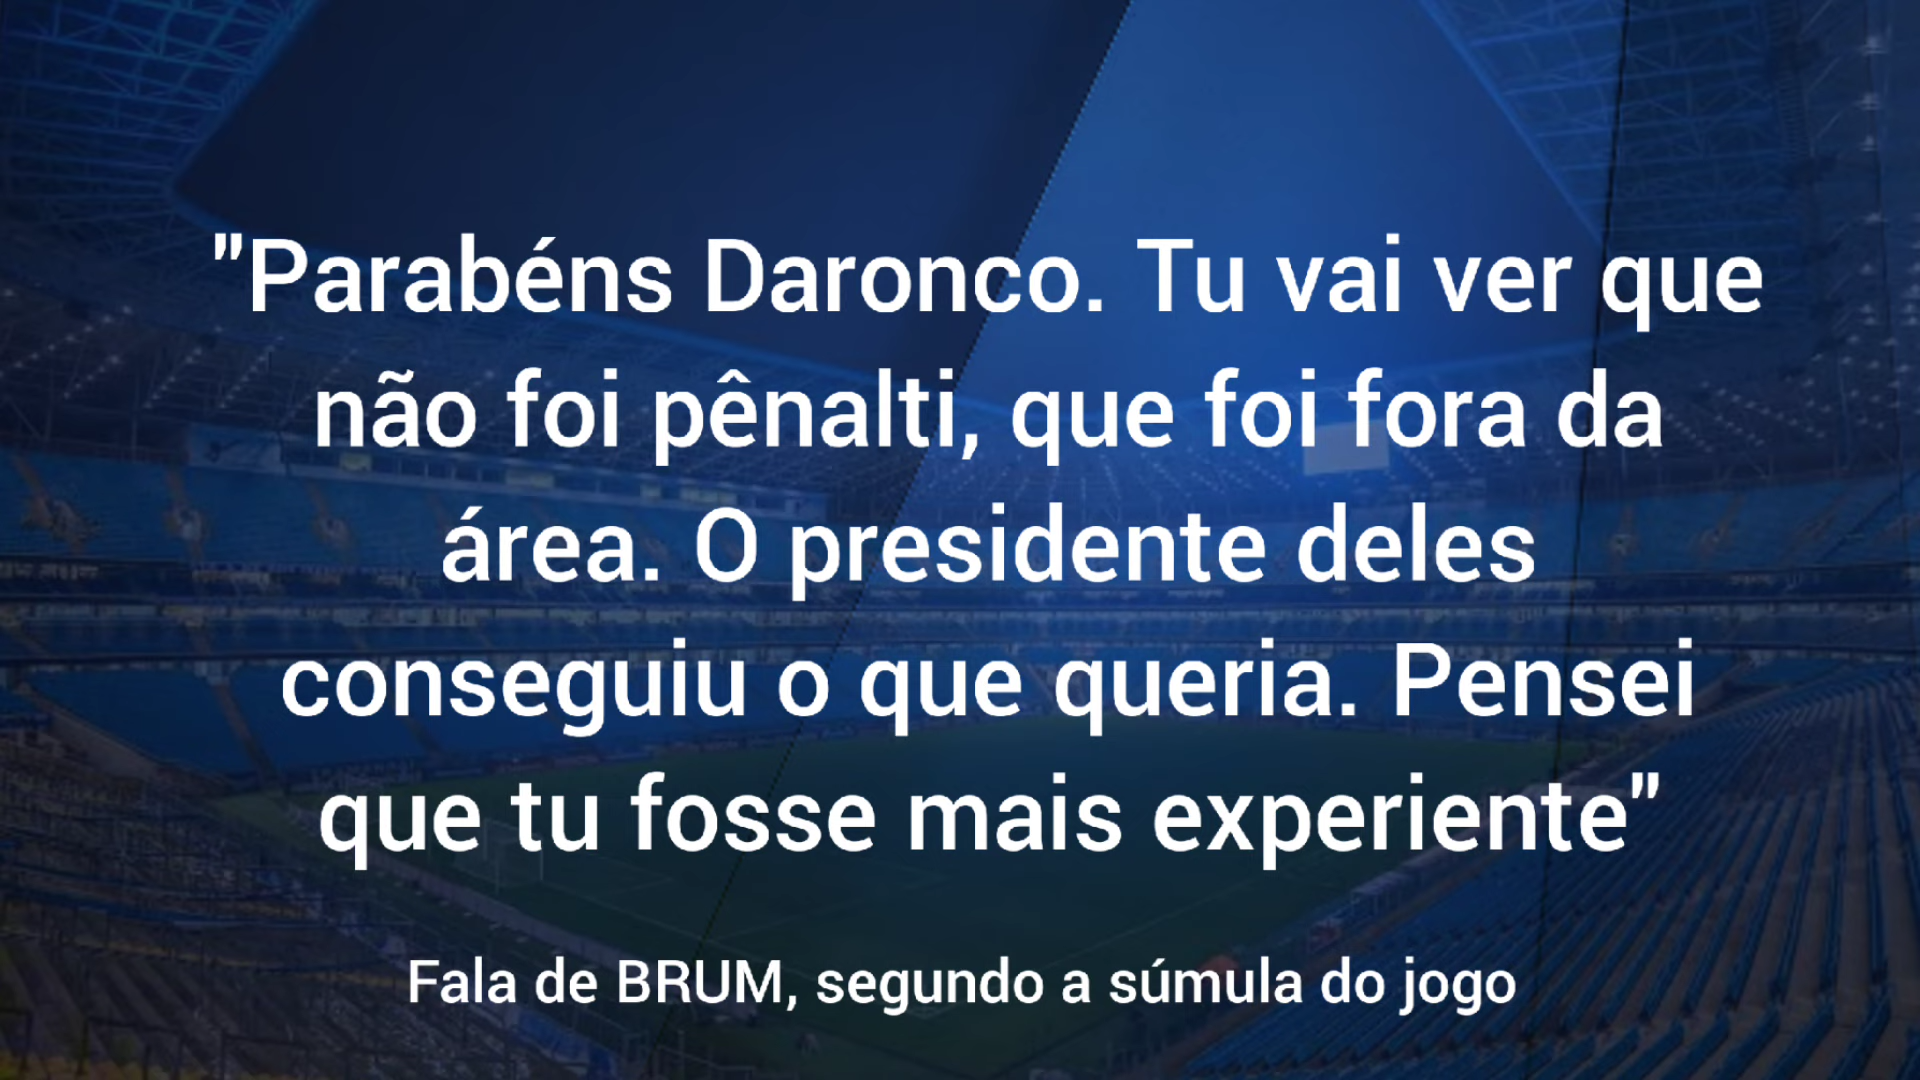 "Parabéns Daronco. Tu vai ver que
não foi pênalti, que foi fora da
área. O presidente deles
conseguiu o que queria. Pensei
que tu fosse mais experiente"
Fala de BRUM, segundo a súmula do jogo